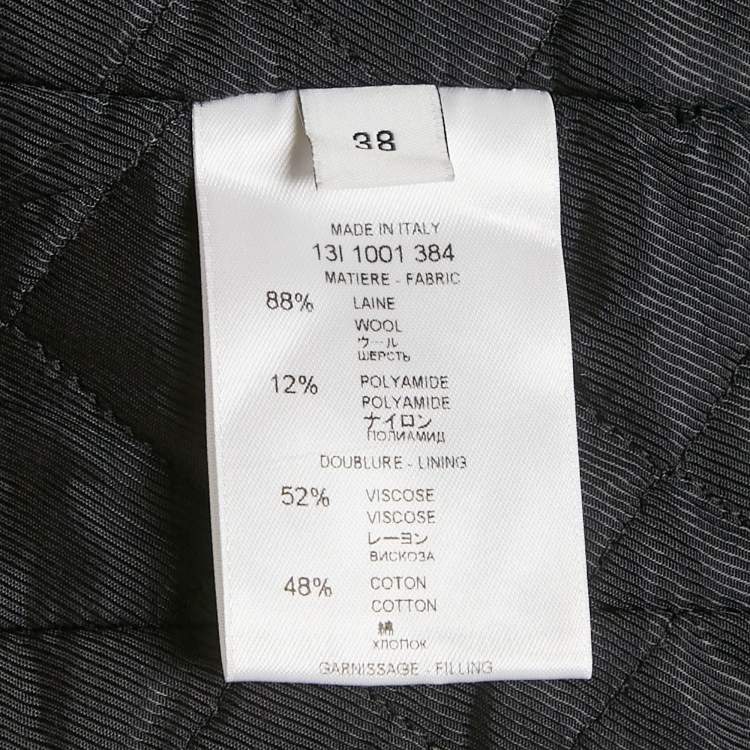 38
MADE IN ITALY
13I 1001 384
MATIERE - FABRIC
88% LAINE
WOOL
ウール
ШЕРСТЬ
12% POLYAMIDE
POLYAMIDE
ナイロン
ПОЛИАМИД
DOUBLURE - LINING
52% VISCOSE
VISCOSE
レーヨン
ВИСКОЗА
48% COTON
COTTON
綿
ХЛОПОК
GARNISSAGE - FILLING